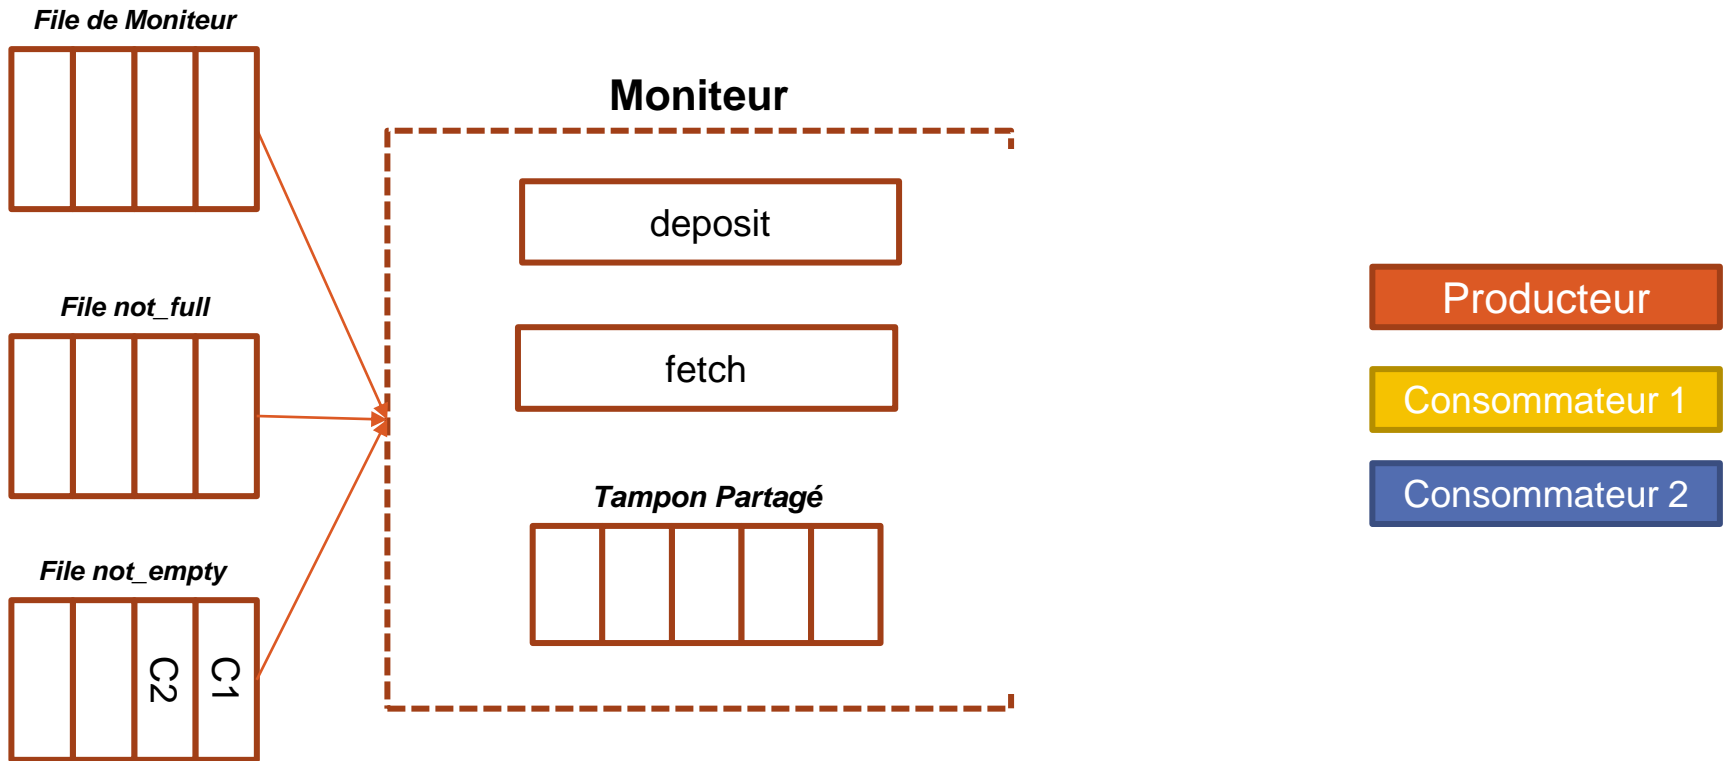 File de Moniteur
Moniteur
deposit
File not_full
Producteur
fetch
Consommateur 1
Consommateur 2
Tampon Partagé
File not_empty
C2
C1